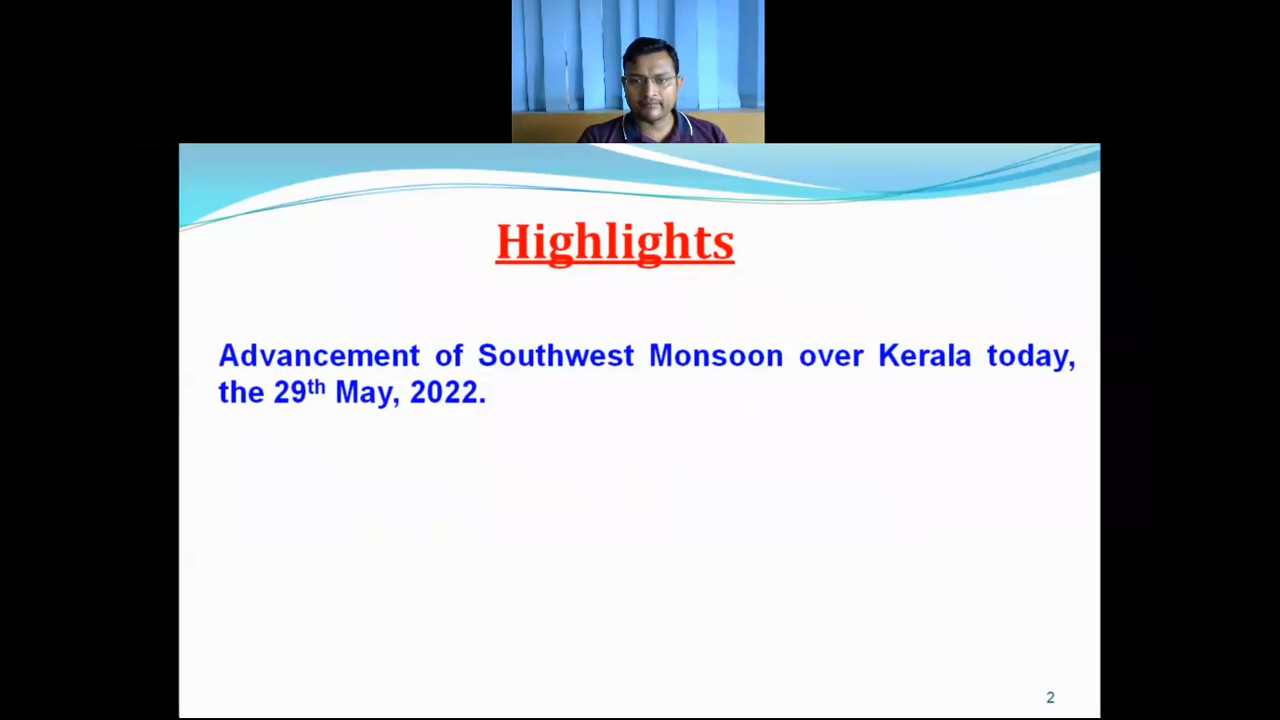 Highlights
Advancement of Southwest Monsoon over Kerala today,
the 29th May, 2022.
2